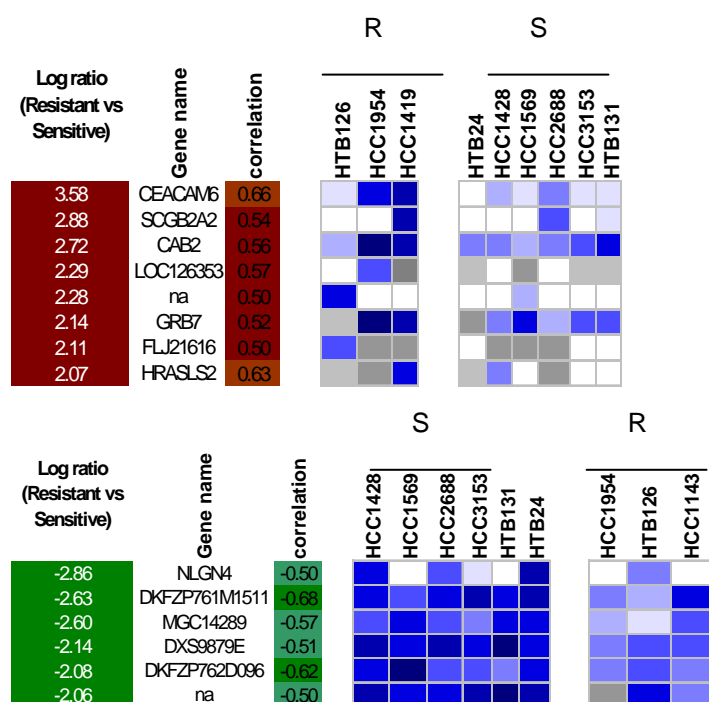 R S
Log ratio (Resistant vs Sensitive) Gene name correlation HTB126 HCC1954 HCC1419 HTB24 HCC1428 HCC1569 HCC2688 HCC3153 HTB131
3.58 CEACAM6 0.66
2.88 SCGB2A2 0.54
2.72 CAB2 0.56
2.29 LOC126353 0.57
2.28 na 0.50
2.14 GRB7 0.52
2.11 FLJ21616 0.50
2.07 HRASLS2 0.63
S R
Log ratio (Resistant vs Sensitive) Gene name correlation HCC1428 HCC1569 HCC2688 HCC3153 HTB131 HTB24 HCC1954 HTB126 HCC1143
-2.86 NLGN4 -0.50
-2.63 DKFZP761M1511 -0.68
-2.60 MGC14289 -0.57
-2.14 DXS9879E -0.51
-2.08 DKFZP762D096 -0.62
-2.06 na -0.50